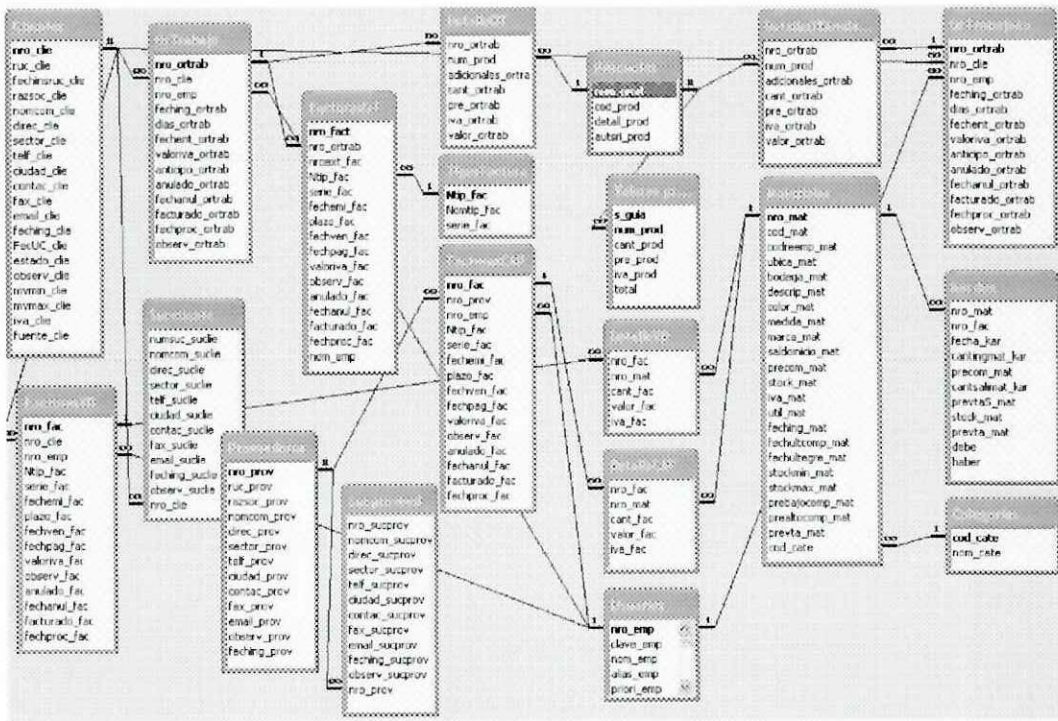 nro_clie
ruc_clie
fechinsruc_clie
razsoc_clie
nomcom_clie
direc_clie
sector_clie
telf_clie
ciudad_clie
contac_clie
fax_clie
email_clie
feching_clie
FecUC_clie
estado_clie
observ_clie
mvmin_clie
mvmax_clie
iva_clie
fuente_clie
nro_ortrab
nro_clie
nro_emp
feching_ortrab
dias_ortrab
fechent_ortrab
valoriva_ortrab
anticipo_ortrab
anulado_ortrab
fechanul_ortrab
facturado_ortrab
fechproc_ortrab
observ_ortrab
nro_fact
nro_ortrab
nroext_fac
Ntip_fac
serie_fac
fechemi_fac
plazo_fac
fechven_fac
fechpag_fac
valoriva_fac
observ_fac
anulado_fac
fechanul_fac
facturado_fac
fechproc_fac
nom_emp
nro_ortrab
num_prod
adicionales_ortra
cant_ortrab
pre_ortrab
iva_ortrab
valor_ortrab
Ntip_fac
Nomtip_fac
serie_fac
cod_prod
detall_prod
autsri_prod
s_guia
num_prod
cant_prod
pre_prod
iva_prod
total
nro_ortrab
num_prod
adicionales_ortrab
cant_ortrab
pre_ortrab
iva_ortrab
valor_ortrab
nro_ortrab
nro_clie
nro_emp
feching_ortrab
dias_ortrab
fechent_ortrab
valoriva_ortrab
anticipo_ortrab
anulado_ortrab
fechanul_ortrab
facturado_ortrab
fechproc_ortrab
observ_ortrab
nro_mat
cod_mat
codreemp_mat
ubica_mat
bodega_mat
descrip_mat
color_mat
medida_mat
marca_mat
saldoinicio_mat
precom_mat
stock_mat
iva_mat
util_mat
feching_mat
fechultcomp_mat
fechultegre_mat
stockmin_mat
stockmax_mat
prebajocomp_mat
prealtocomp_mat
prevta_mat
cod_cate
nro_mat
nro_fac
fecha_kar
cantingmat_kar
precom_mat
cantsalmat_kar
prevtaS_mat
stock_mat
prevta_mat
debe
haber
cod_cate
nom_cate
nro_fac
nro_prov
nro_emp
Ntip_fac
serie_fac
fechemi_fac
plazo_fac
fechven_fac
fechpag_fac
valoriva_fac
observ_fac
anulado_fac
fechanul_fac
facturado_fac
fechproc_fac
nro_fac
nro_mat
cant_fac
valor_fac
iva_fac
nro_fac
nro_mat
cant_fac
valor_fac
iva_fac
nro_emp
clave_emp
nom_emp
alias_emp
priori_emp
numsuc_suclie
nomcom_suclie
direc_suclie
sector_suclie
telf_suclie
ciudad_suclie
contac_suclie
fax_suclie
email_suclie
feching_suclie
observ_suclie
nro_clie
nro_fac
nro_clie
nro_emp
Ntip_fac
serie_fac
fechemi_fac
plazo_fac
fechven_fac
fechpag_fac
valoriva_fac
observ_fac
anulado_fac
fechanul_fac
facturado_fac
fechproc_fac
nro_prov
ruc_prov
razsoc_prov
nomcom_prov
direc_prov
sector_prov
telf_prov
ciudad_prov
contac_prov
fax_prov
email_prov
observ_prov
feching_prov
nro_sucprov
nomcom_sucprov
direc_sucprov
sector_sucprov
telf_sucprov
ciudad_sucprov
contac_sucprov
fax_sucprov
email_sucprov
feching_sucprov
observ_sucprov
nro_prov